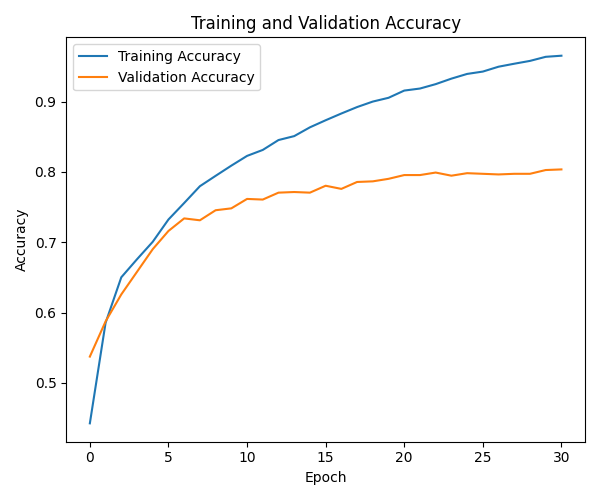 Training and Validation Accuracy
Training Accuracy
Validation Accuracy
Accuracy
0.9
0.8
0.7
0.6
0.5
0 5 10 15 20 25 30
Epoch